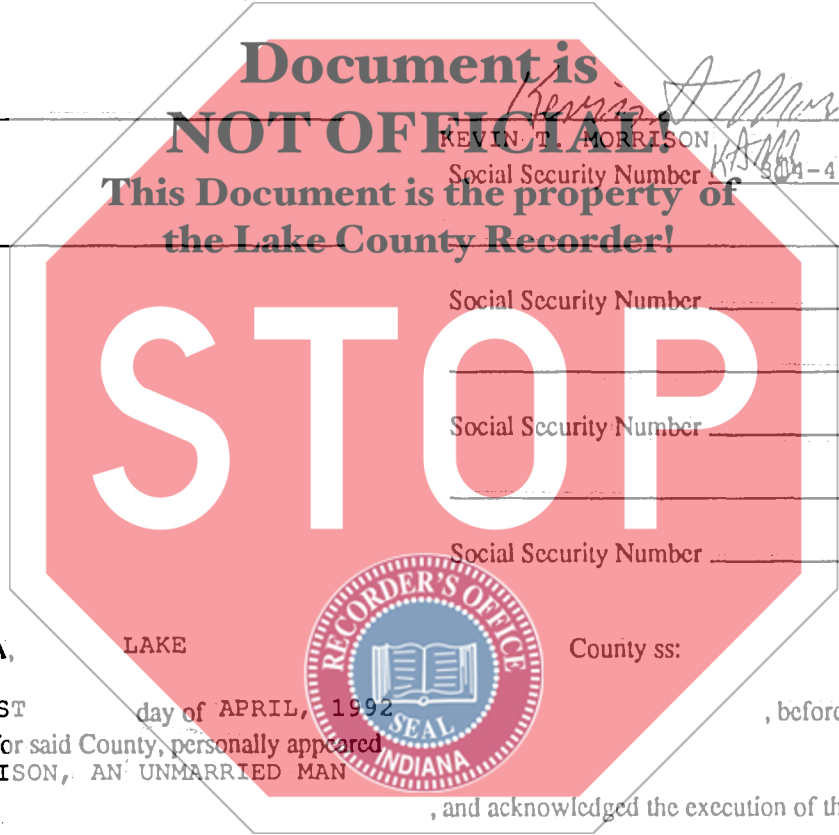 Document is
NOT OFFICIAL!
KEVIN T. MORRISON
Social Security Number
This Document is the property of
the Lake County Recorder!
Social Security Number
STOP
Social Security Number
Social Security Number
RECORDER'S OFFICE
SEAL
INDIANA
LAKE County ss:
ST day of APRIL, 1992 , before
for said County, personally appeared
ISON, AN UNMARRIED MAN
, and acknowledged the execution of th